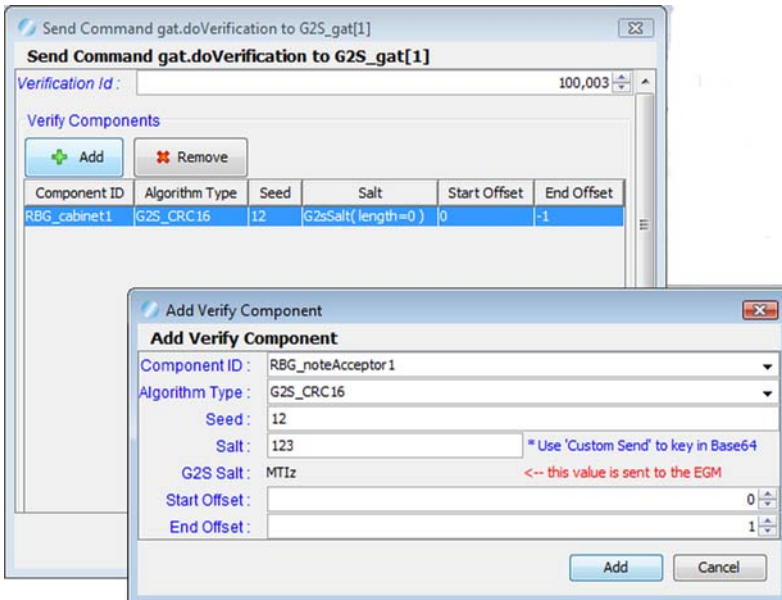 Send Command gat.doVerification to G2S_gat[1]
Send Command gat.doVerification to G2S_gat[1]
Verification Id : 100,003
Verify Components
Add Remove
Component ID Algorithm Type Seed Salt Start Offset End Offset
RBG_cabinet1 G2S_CRC16 12 G2sSalt( length=0 ) 0 -1
Add Verify Component
Add Verify Component
Component ID : RBG_noteAcceptor1
Algorithm Type : G2S_CRC16
Seed : 12
Salt : 123 * Use 'Custom Send' to key in Base64
G2S Salt : MTIz <-- this value is sent to the EGM
Start Offset : 0
End Offset : 1
Add Cancel